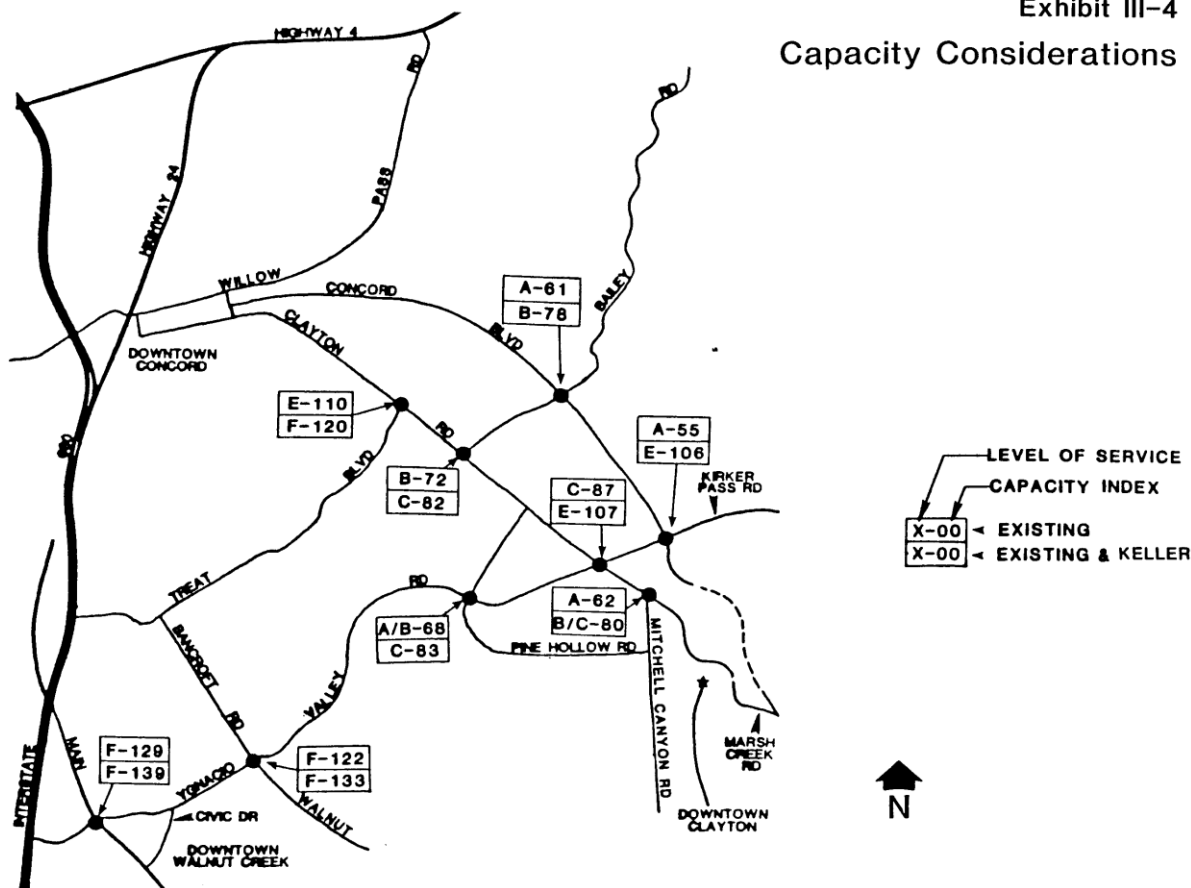 Exhibit III-4
Capacity Considerations
HIGHWAY 4
RD
RD
HIGHWAY 24
PASS
WILLOW
CONCORD
BAILEY
A-61
B-78
CLAYTON
BLVD
DOWNTOWN
CONCORD
E-110
F-120
RD
A-55
E-106
680
BLVD
B-72
C-82
C-87
E-107
KIRKER
PASS RD
LEVEL OF SERVICE
CAPACITY INDEX
X-00 EXISTING
X-00 EXISTING & KELLER
TREAT
RD
A-62
B/C-80
A/B-68
C-83
PINE HOLLOW RD
BANCROFT
RD
VALLEY
MITCHELL CANYON RD
MARSH
CREEK
RD
INTERSTATE
MAIN
F-129
F-139
YGNACIO
F-122
F-133
WALNUT
CIVIC DR
DOWNTOWN
WALNUT CREEK
DOWNTOWN
CLAYTON
N